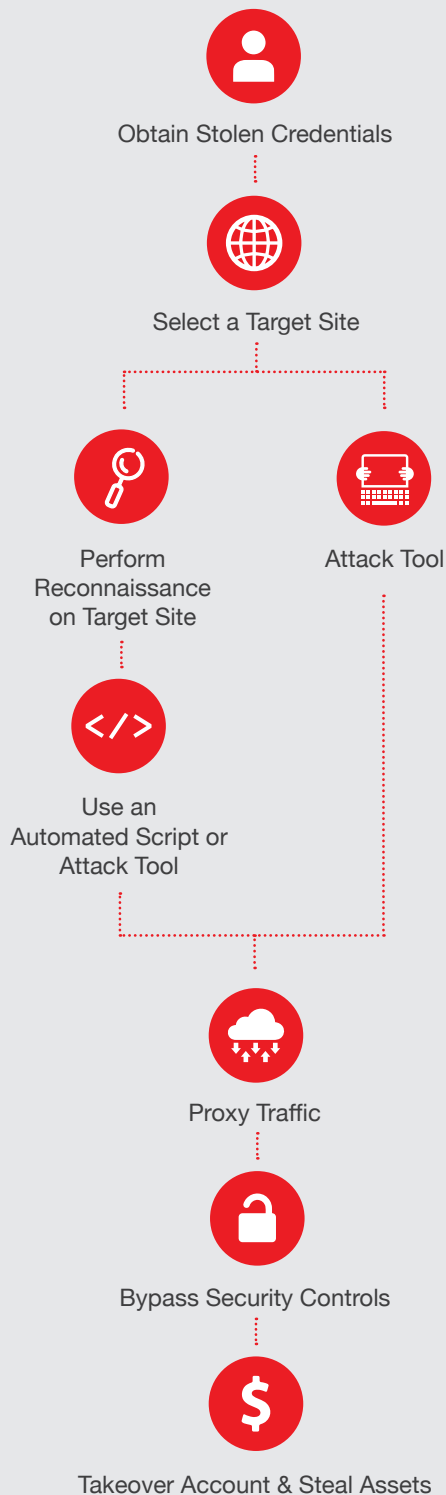 Obtain Stolen Credentials
Select a Target Site
Perform
Reconnaissance
on Target Site
Attack Tool
</>
Use an
Automated Script or
Attack Tool
Proxy Traffic
Bypass Security Controls
$
Takeover Account & Steal Assets